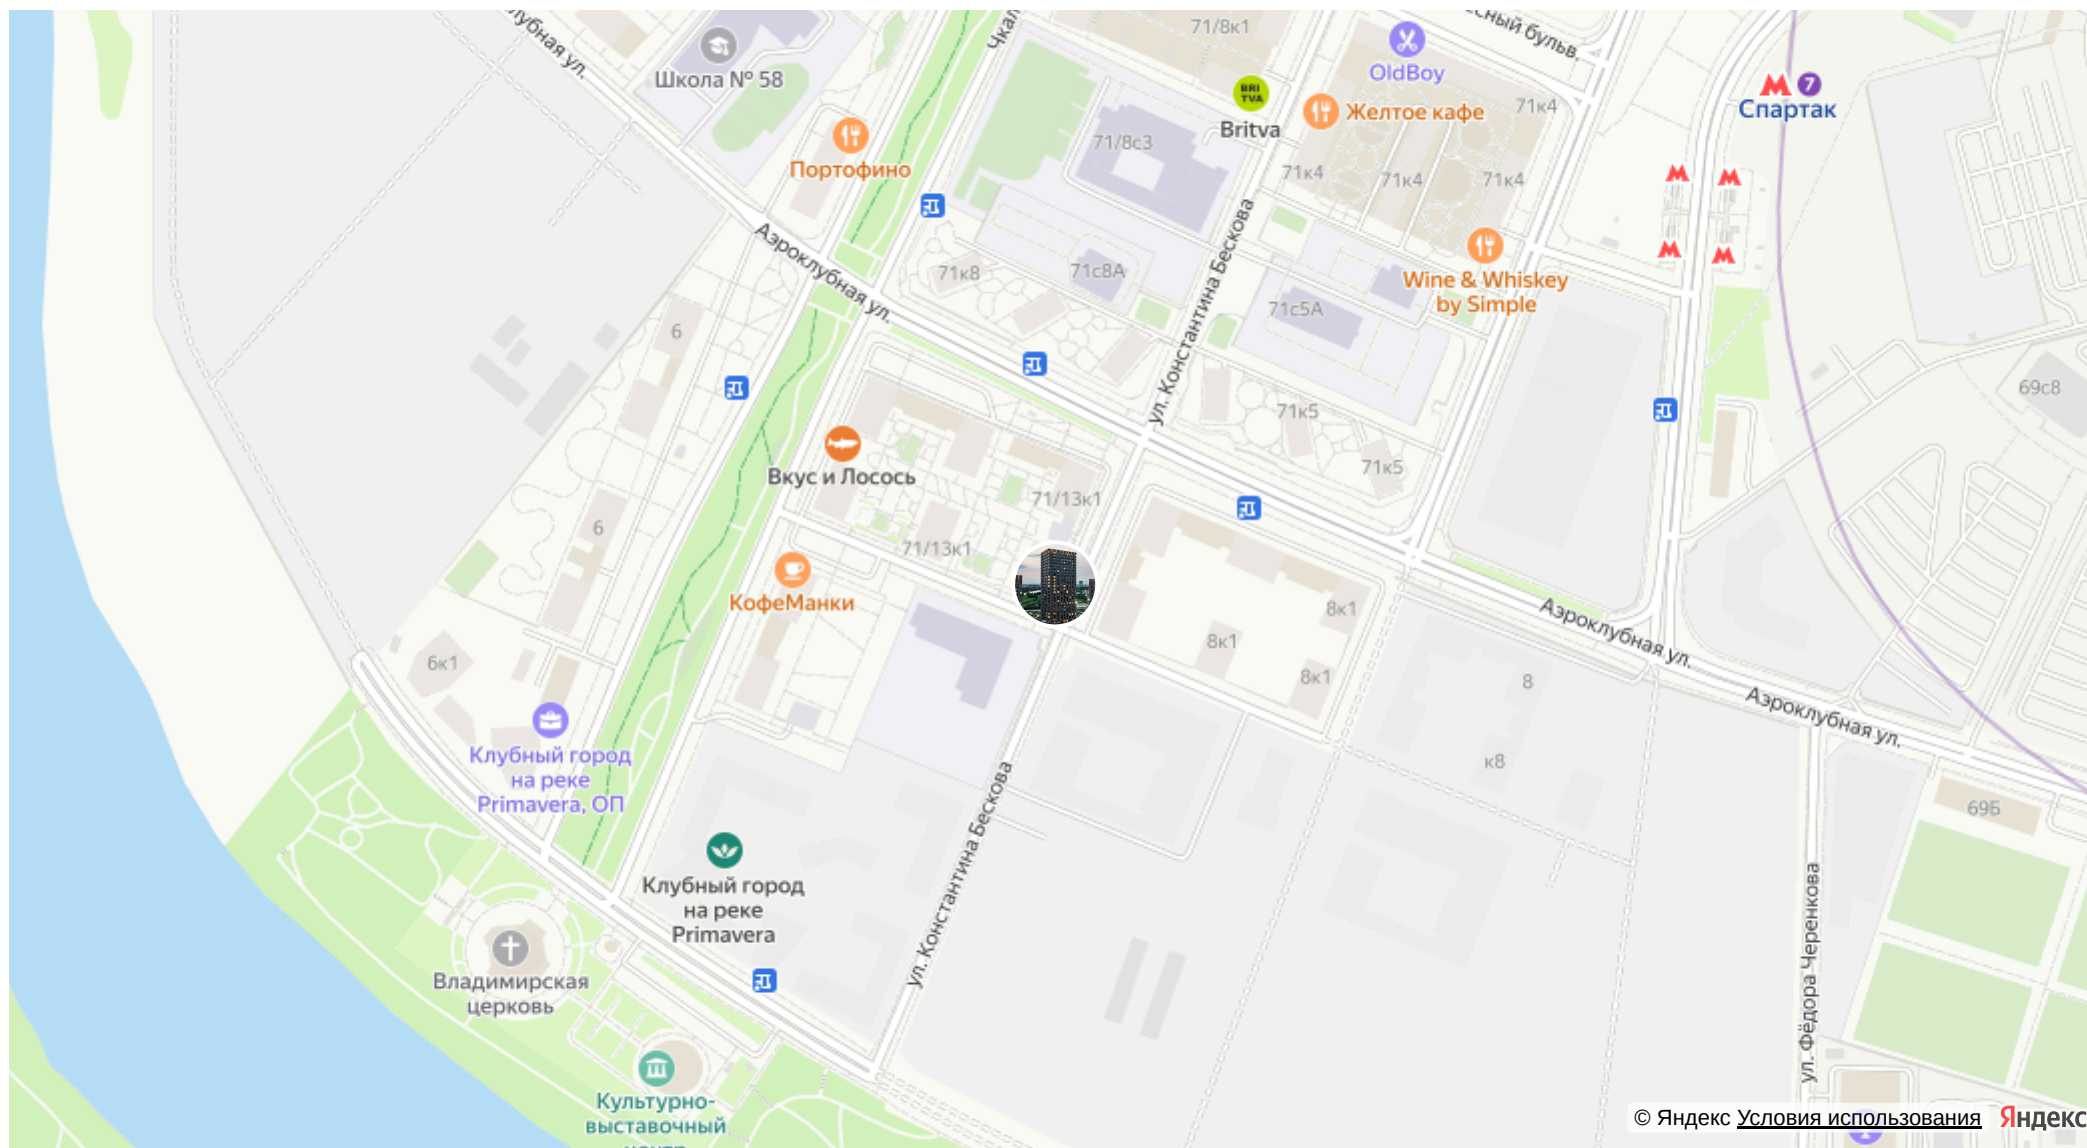 71/8к1
Школа № 58
OldBoy
7
Спартак
BRI
TVA
Britva
Желтое кафе
71к4
Портофино
71/8с3
71к4
71к4
71к4
Аэроклубная ул.
71к8
71с8А
ул. Константина Бескова
Wine & Whiskey
by Simple
71с5А
6
69с8
71к5
71к5
Вкус и Лосось
71/13к1
71/13к1
6
КофеМанки
8к1
8к1
8к1
Аэроклубная ул.
6к1
8
Аэроклубная ул.
Клубный город
на реке
Primavera, ОП
к8
69Б
ул. Константина Бескова
Клубный город
на реке
Primavera
ул. Фёдора Черенкова
Владимирская
церковь
Культурно-
выставочный
© Яндекс Условия использования
Яндекс